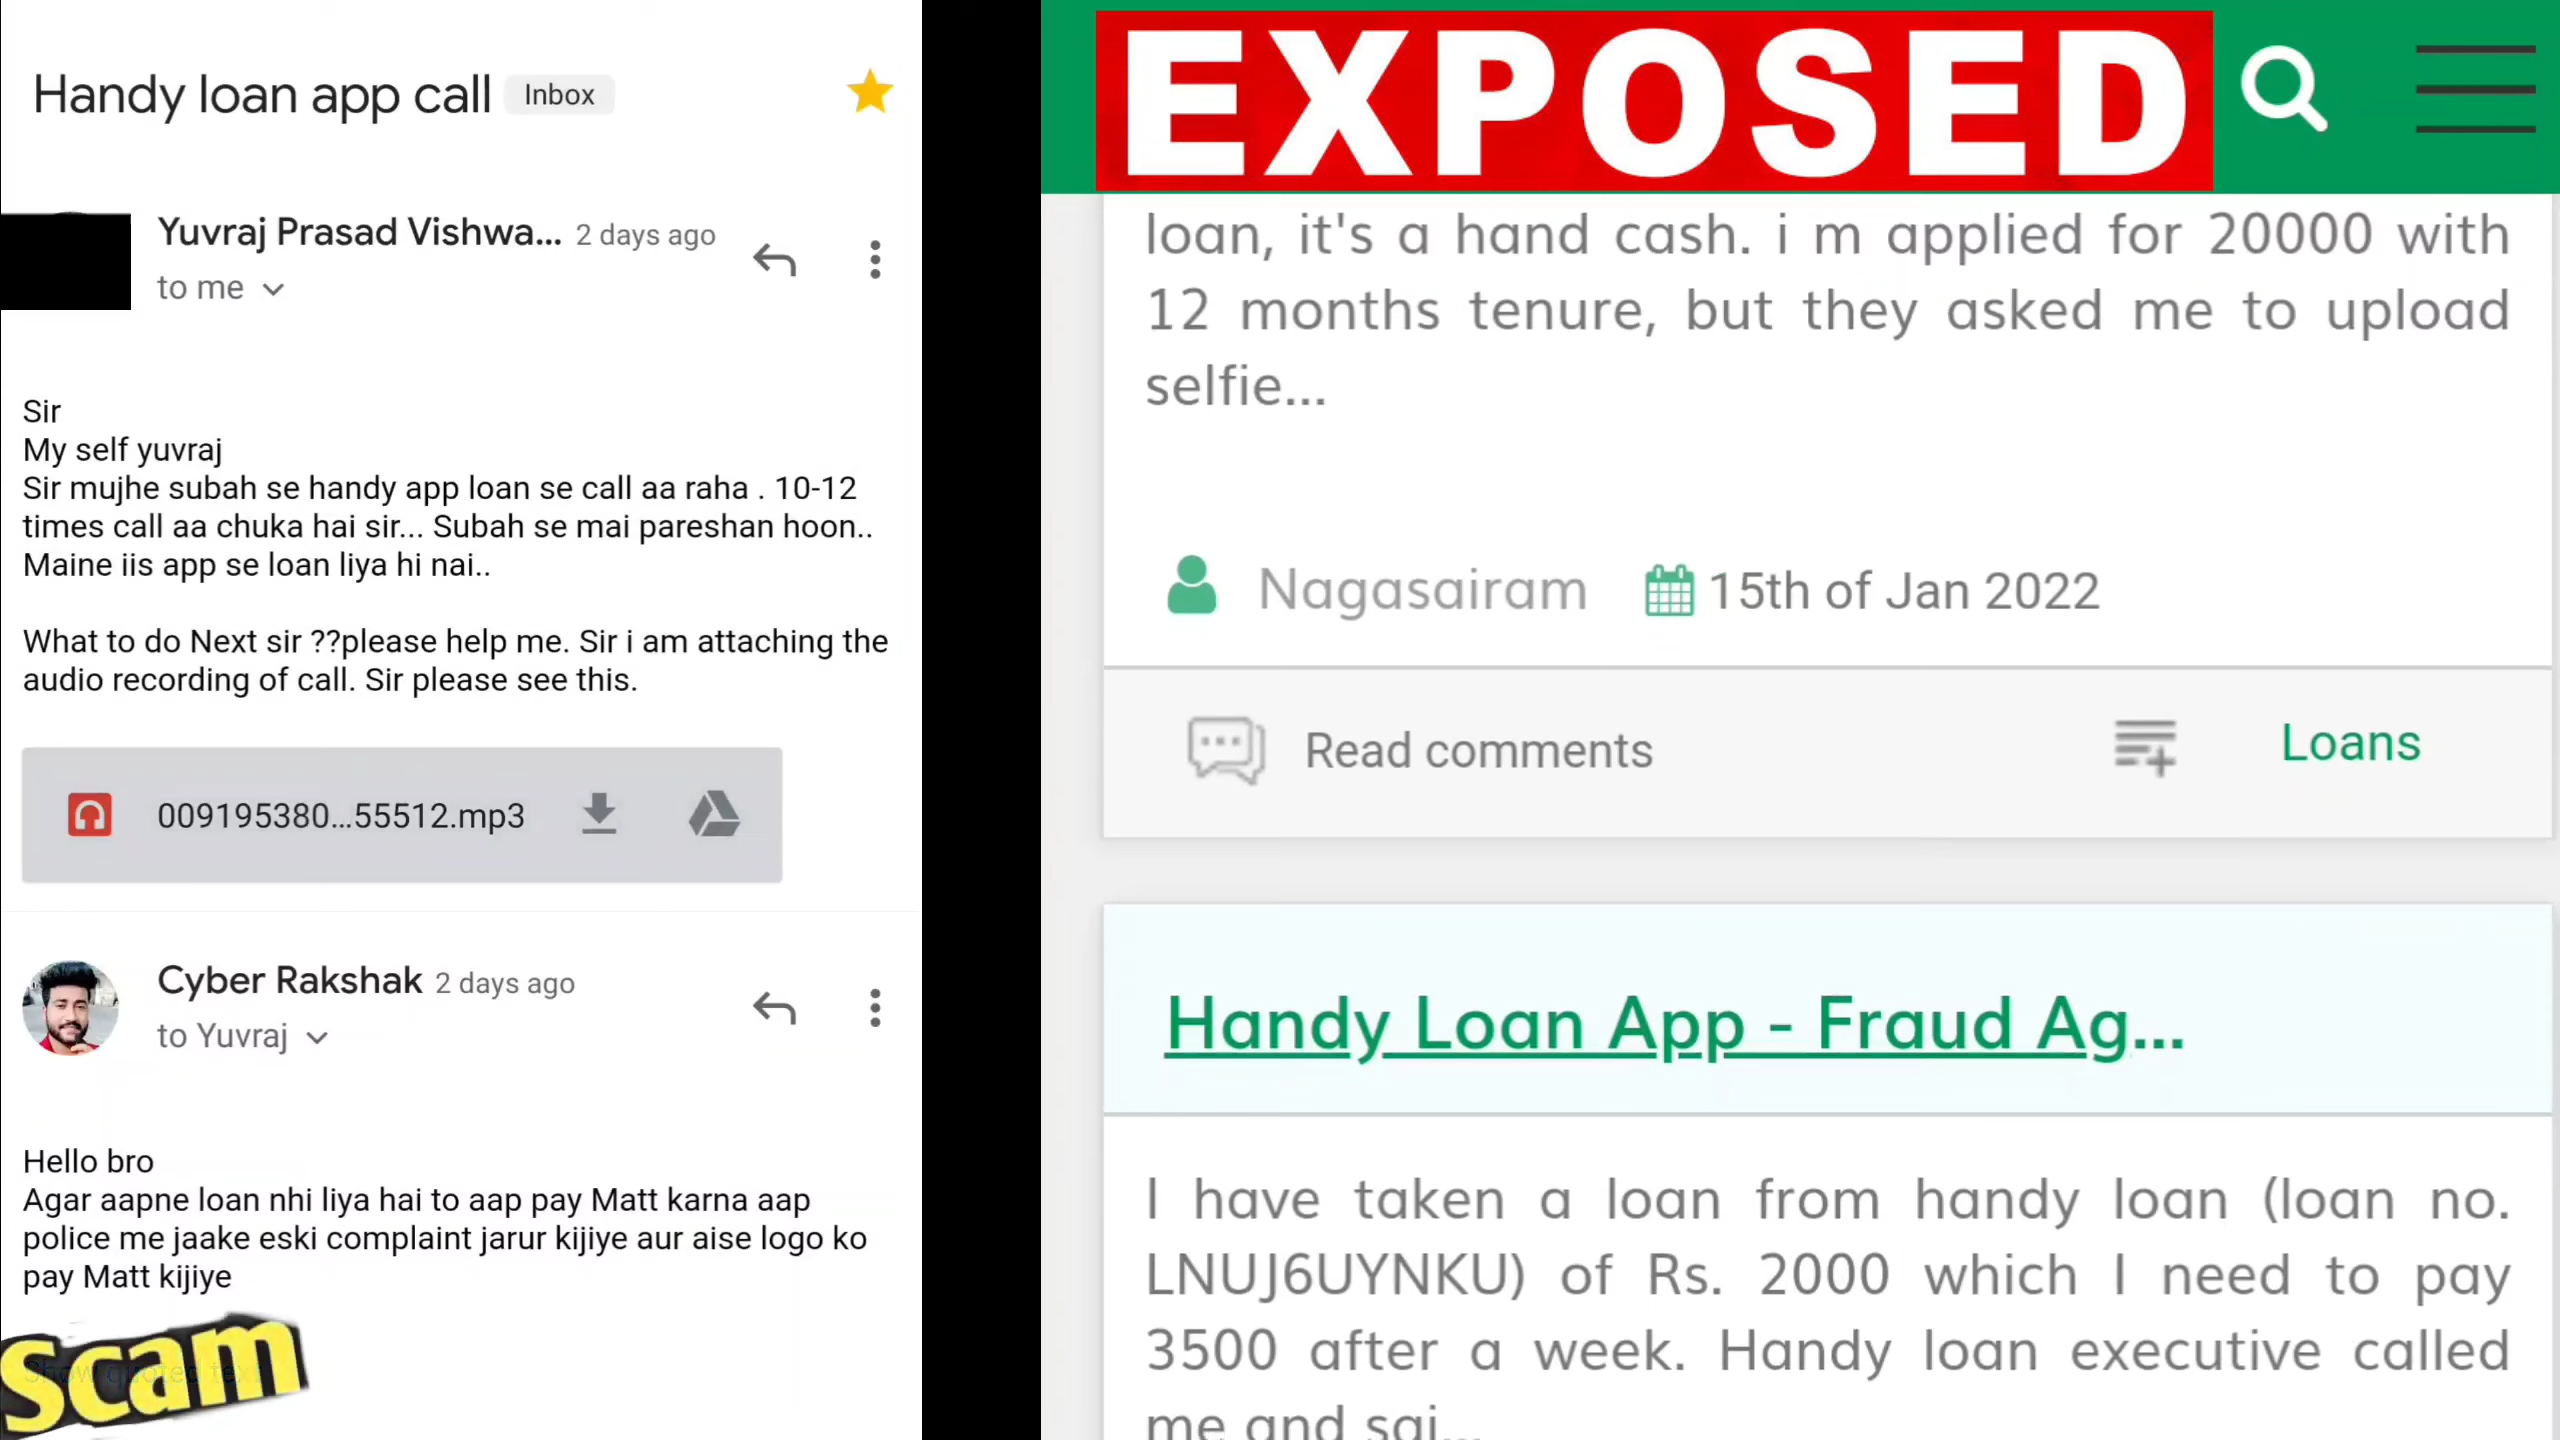 Handy loan app call Inbox
Yuvraj Prasad Vishwa... 2 days ago
to me
Sir
My self yuvraj
Sir mujhe subah se handy app loan se call aa raha . 10-12
times call aa chuka hai sir... Subah se mai pareshan hoon..
Maine iis app se loan liya hi nai..
What to do Next sir ??please help me. Sir i am attaching the
audio recording of call. Sir please see this.
009195380...55512.mp3
Cyber Rakshak 2 days ago
to Yuvraj
Hello bro
Agar aapne loan nhi liya hai to aap pay Matt karna aap
police me jaake eski complaint jarur kijiye aur aise logo ko
pay Matt kijiye
Show quoted text
Scam
EXPOSED
loan, it's a hand cash. i m applied for 20000 with
12 months tenure, but they asked me to upload
selfie...
Nagasairam 15th of Jan 2022
Read comments Loans
Handy Loan App - Fraud Ag...
I have taken a loan from handy loan (loan no.
LNUJ6UYNKU) of Rs. 2000 which I need to pay
3500 after a week. Handy loan executive called
me and sai...